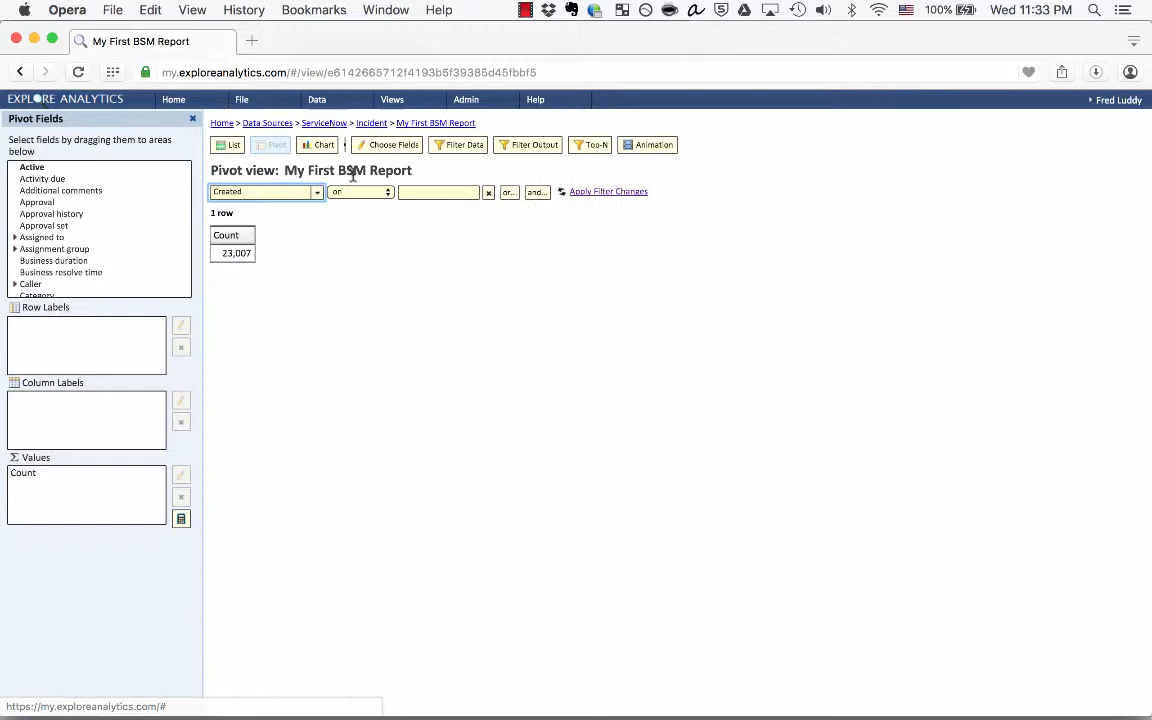 Opera File Edit View History Bookmarks Window Help 100% Wed 11:33 PM
My First BSM Report
my.exploreanalytics.com/#/view/e6142665712f4193b5f39385d45fbbf5
EXPLORE ANALYTICS Home File Data Views Admin Help Fred Luddy
Pivot Fields
Select fields by dragging them to areas
below
Active
Activity due
Additional comments
Approval
Approval history
Approval set
Assigned to
Assignment group
Business duration
Business resolve time
Caller
Category
Row Labels
Column Labels
Σ Values
Count
Home > Data Sources > ServiceNow > Incident > My First BSM Report
List Pivot Chart Choose Fields Filter Data Filter Output Top-N Animation
Pivot view: My First BSM Report
Created on or... and... Apply Filter Changes
1 row
Count
23,007
https://my.exploreanalytics.com/#